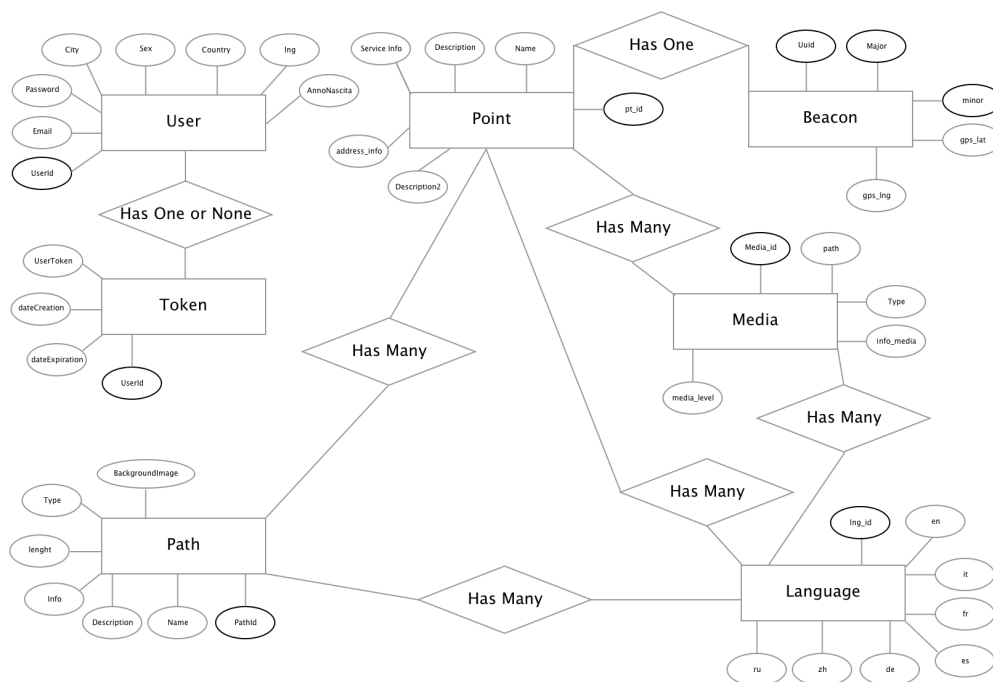 City
Sex
Country
lng
Password
AnnoNascita
User
Email
UserId
Has One or None
UserToken
Token
dateCreation
dateExpiration
UserId
Service Info
Description
Name
Has One
Uuid
Major
Point
pt_id
Beacon
minor
gps_lat
address_info
Description2
gps_lng
Has Many
Media_id
path
Media
Type
info_media
media_level
Has Many
Has Many
Has Many
BackgroundImage
Type
Path
lenght
Info
Description
Name
PathId
Has Many
lng_id
en
Language
it
fr
es
ru
zh
de